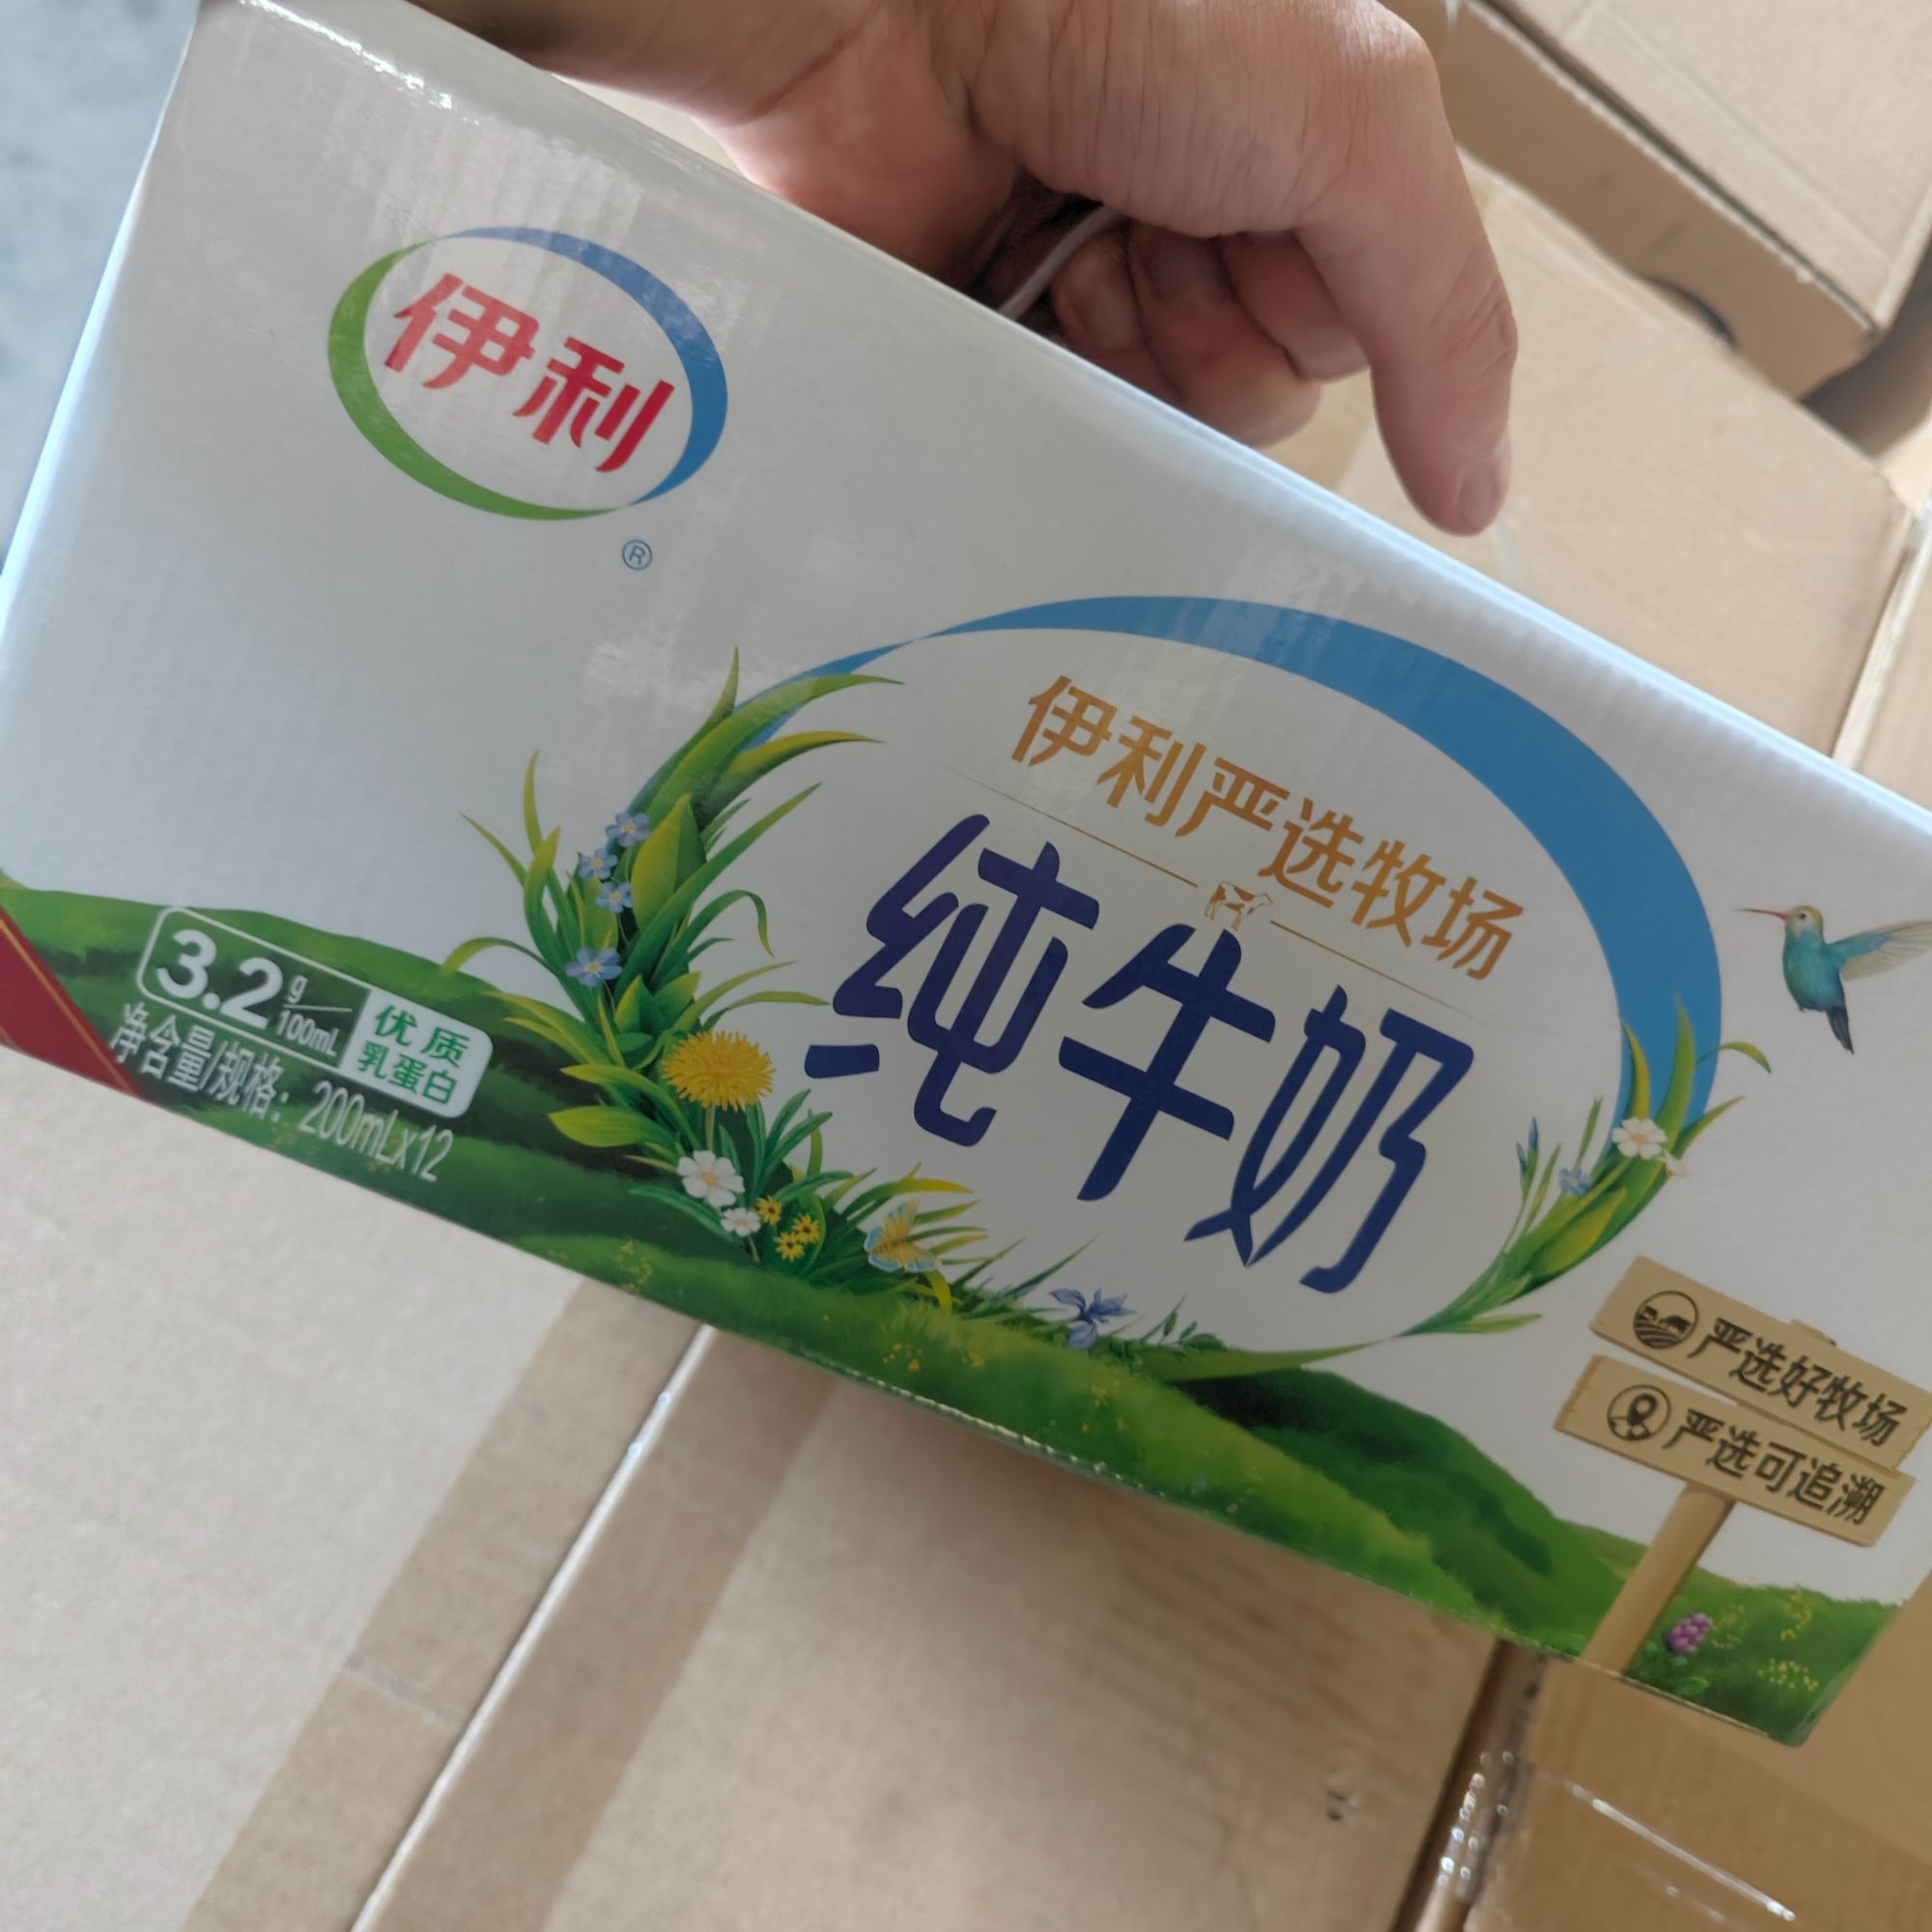 伊利
®
伊利严选牧场
纯牛奶
3.2g/100mL
优质
乳蛋白
净含量/规格：200mLx12
严选好牧场
严选可追溯